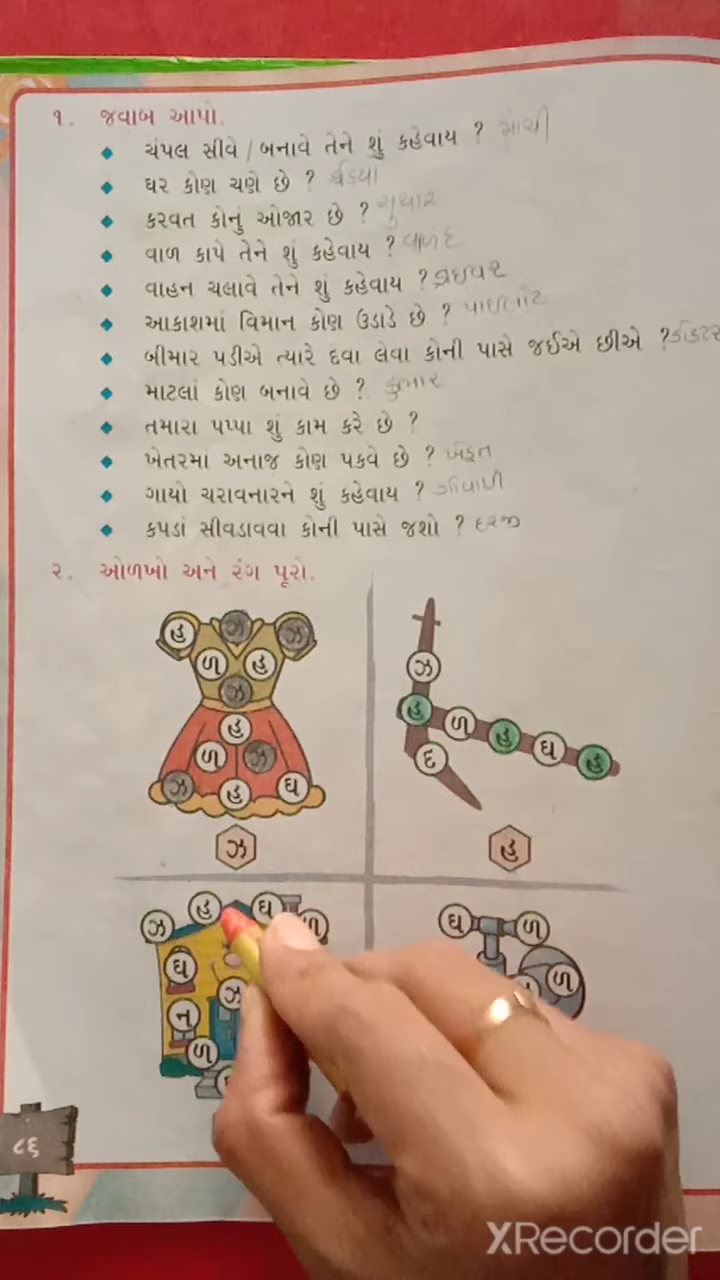 ૧. જવાબ આપો.
ચંપલ સીવે / બનાવે તેને શું કહેવાય ? મોચી
ઘર કોણ ચણે છે ? કડિયા
કરવત કોનું ઓજાર છે ? સુથાર
વાળ કાપે તેને શું કહેવાય ? વાળંદ
વાહન ચલાવે તેને શું કહેવાય ? ડ્રાઇવર
આકાશમાં વિમાન કોણ ઉડાડે છે ? પાઇલોટ
બીમાર પડીએ ત્યારે દવા લેવા કોની પાસે જઈએ છીએ ? ડૉકટર
માટલાં કોણ બનાવે છે ? કુંભાર
તમારા પપ્પા શું કામ કરે છે ?
ખેતરમાં અનાજ કોણ પકવે છે ? ખેડૂત
ગાયો ચરાવનારને શું કહેવાય ? ગોવાળ
કપડાં સીવડાવવા કોની પાસે જશો ? દરજી
૨. ઓળખો અને રંગ પૂરો.
હ ઝ ઝ
ળ હ
ઝ
હ
ળ ઝ
ઝ હ ઘ
ઝ
ઝ
હ ળ હ ઘ હ
દ
હ
ઝ હ ઘ ળ
ઘ
ન ઝ
ળ
ઘ ળ
ળ
૮૬
XRecorder